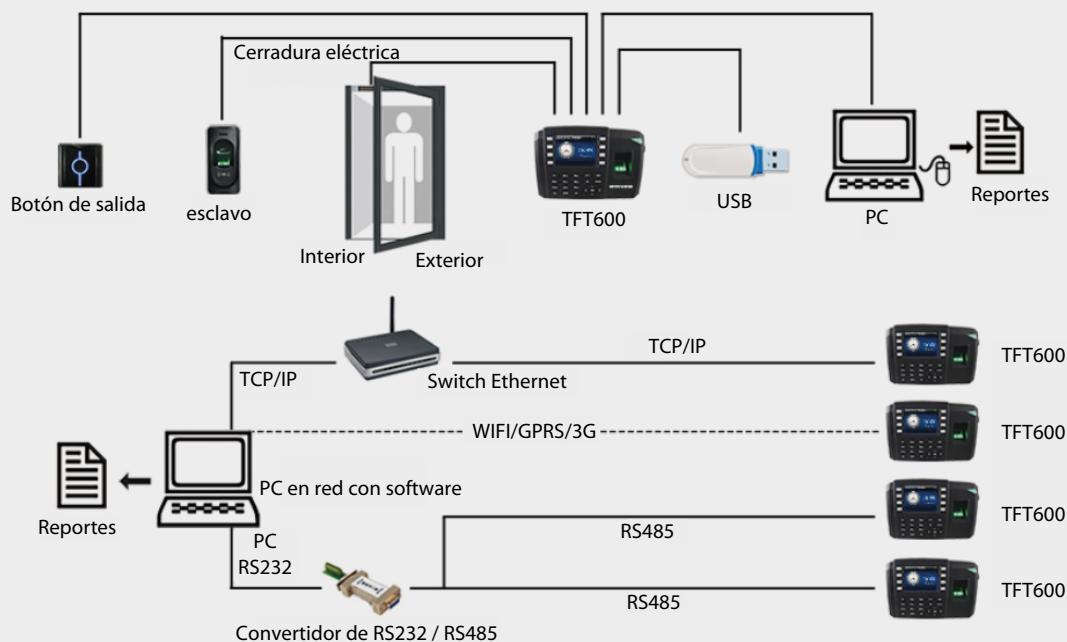 Cerradura eléctrica
Botón de salida
esclavo
Interior
Exterior
TFT600
USB
PC
Reportes
TCP/IP
Switch Ethernet
TCP/IP
TFT600
WIFI/GPRS/3G
TFT600
Reportes
PC en red con software
PC
RS232
RS485
TFT600
RS485
TFT600
Convertidor de RS232 / RS485